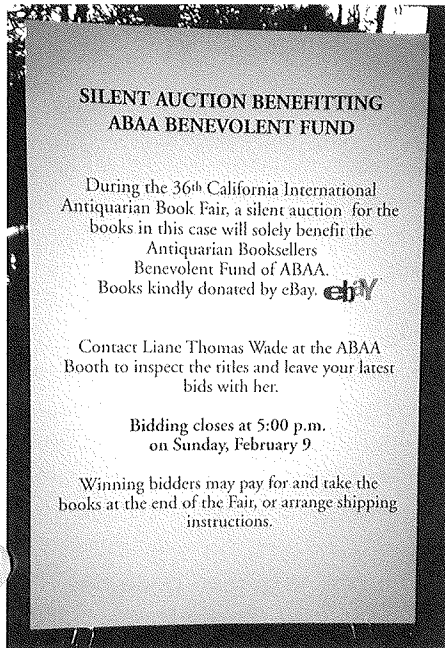 SILENT AUCTION BENEFITTING
ABAA BENEVOLENT FUND
During the 36th California International
Antiquarian Book Fair, a silent auction for the
books in this case will solely benefit the
Antiquarian Booksellers
Benevolent Fund of ABAA.
Books kindly donated by eBay. ebaY
Contact Liane Thomas Wade at the ABAA
Booth to inspect the titles and leave your latest
bids with her.
Bidding closes at 5:00 p.m.
on Sunday, February 9
Winning bidders may pay for and take the
books at the end of the Fair, or arrange shipping
instructions.